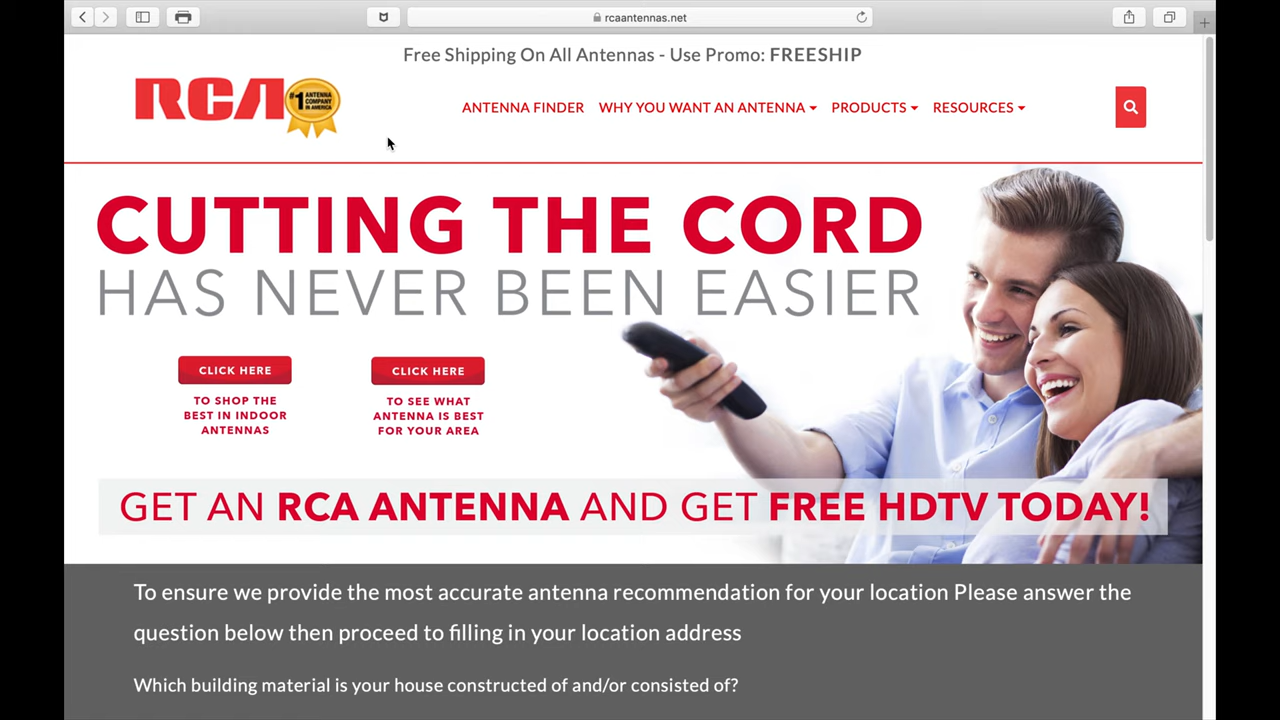 rcaantennas.net
Free Shipping On All Antennas - Use Promo: FREESHIP
RCA
#1 ANTENNA COMPANY IN AMERICA
ANTENNA FINDER WHY YOU WANT AN ANTENNA PRODUCTS RESOURCES
CUTTING THE CORD
HAS NEVER BEEN EASIER
CLICK HERE
TO SHOP THE
BEST IN INDOOR
ANTENNAS
CLICK HERE
TO SEE WHAT
ANTENNA IS BEST
FOR YOUR AREA
GET AN RCA ANTENNA AND GET FREE HDTV TODAY!
To ensure we provide the most accurate antenna recommendation for your location Please answer the
question below then proceed to filling in your location address
Which building material is your house constructed of and/or consisted of?